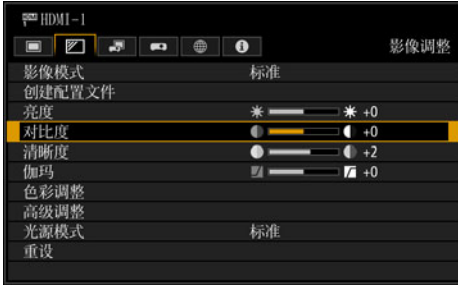 HDMI HDMI-1
影像调整
影像模式 标准
创建配置文件
亮度 +0
对比度 +0
清晰度 +2
伽玛 +0
色彩调整
高级调整
光源模式 标准
重设